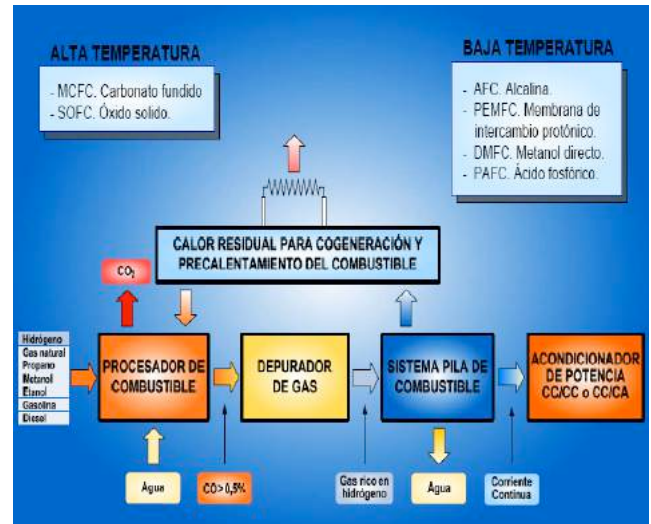 ALTA TEMPERATURA
- MCFC. Carbonato fundido
- SOFC. Óxido solido.
BAJA TEMPERATURA
- AFC. Alcalina.
- PEMFC. Membrana de
intercambio protónico.
- DMFC. Metanol directo.
- PAFC. Ácido fosfórico.
CALOR RESIDUAL PARA COGENERACIÓN Y
PRECALENTAMIENTO DEL COMBUSTIBLE
CO₂
Hidrógeno
Gas natural
Propano
Metanol
Etanol
Gasolina
Diesel
PROCESADOR DE
COMBUSTIBLE
DEPURADOR
DE GAS
SISTEMA PILA DE
COMBUSTIBLE
ACONDICIONADOR
DE POTENCIA
CC/CC o CC/CA
Agua
CO> 0,5%
Gas rico en
hidrógeno
Agua
Corriente
Continua